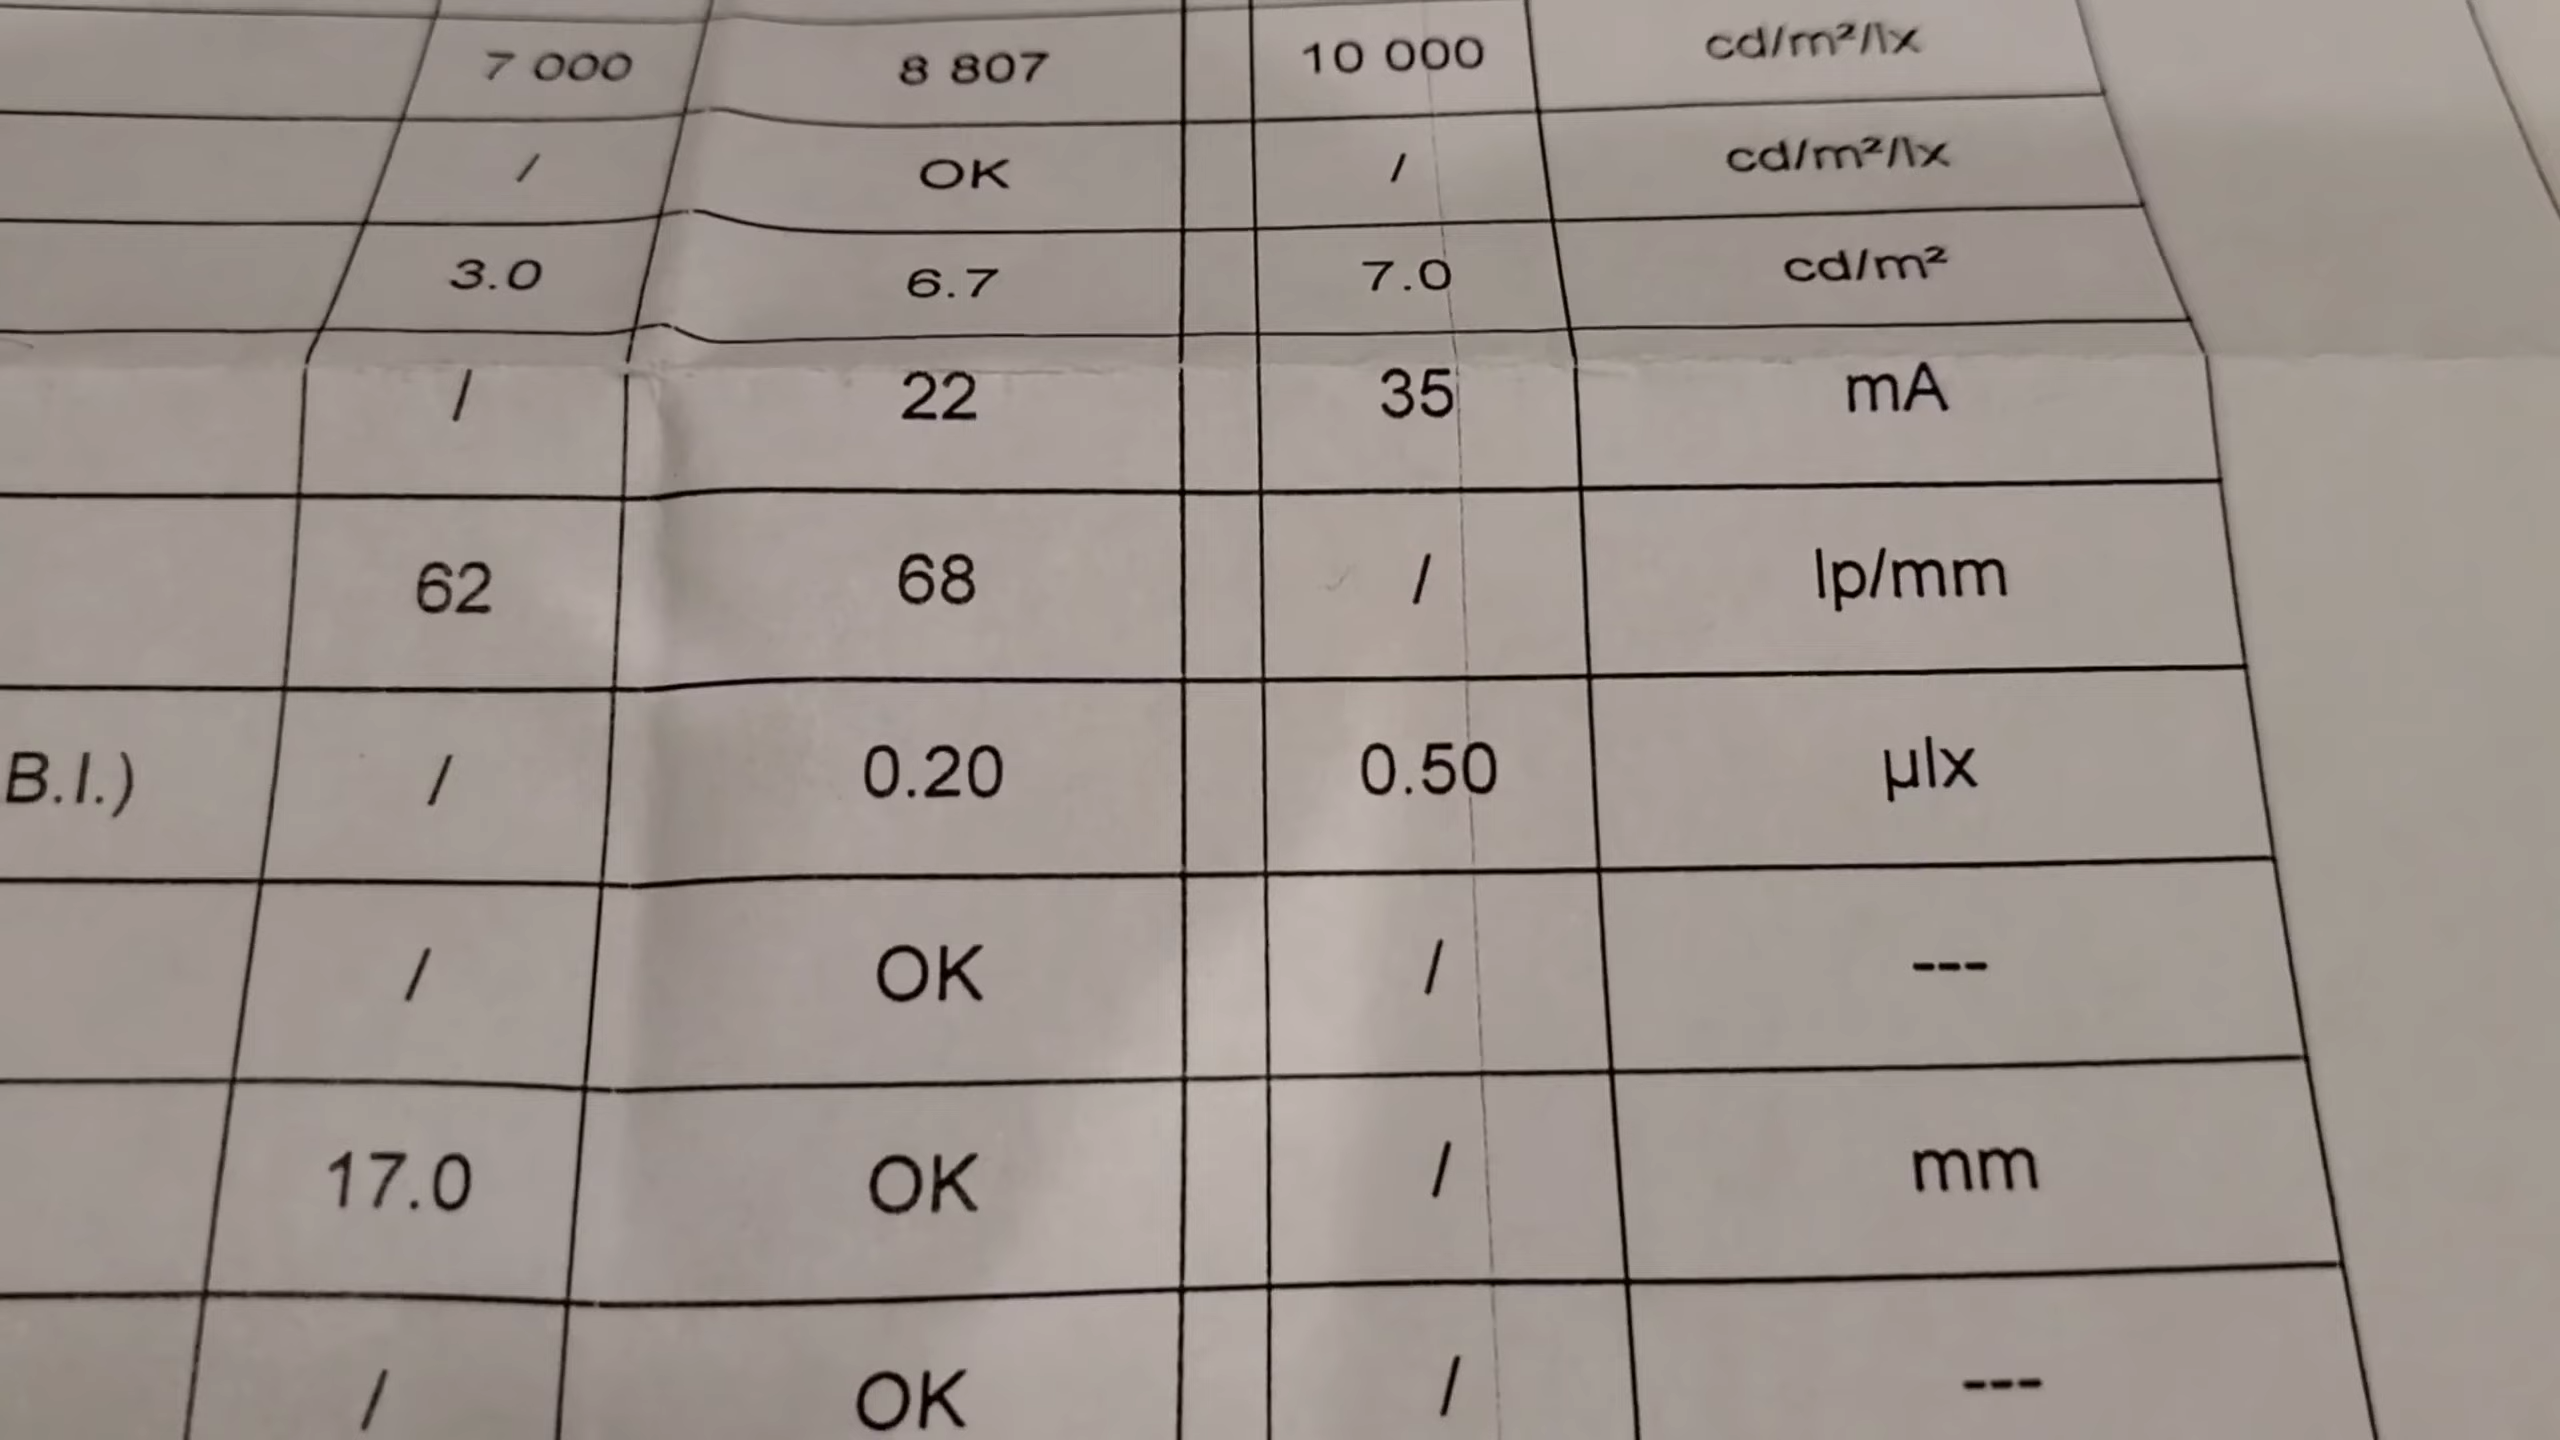 7 000 8 807 10 000 cd/m²/lx
/ OK / cd/m²/lx
3.0 6.7 7.0 cd/m²
/ 22 35 mA
62 68 / lp/mm
B.I.) / 0.20 0.50 µlx
/ OK / ---
17.0 OK / mm
/ OK / ---